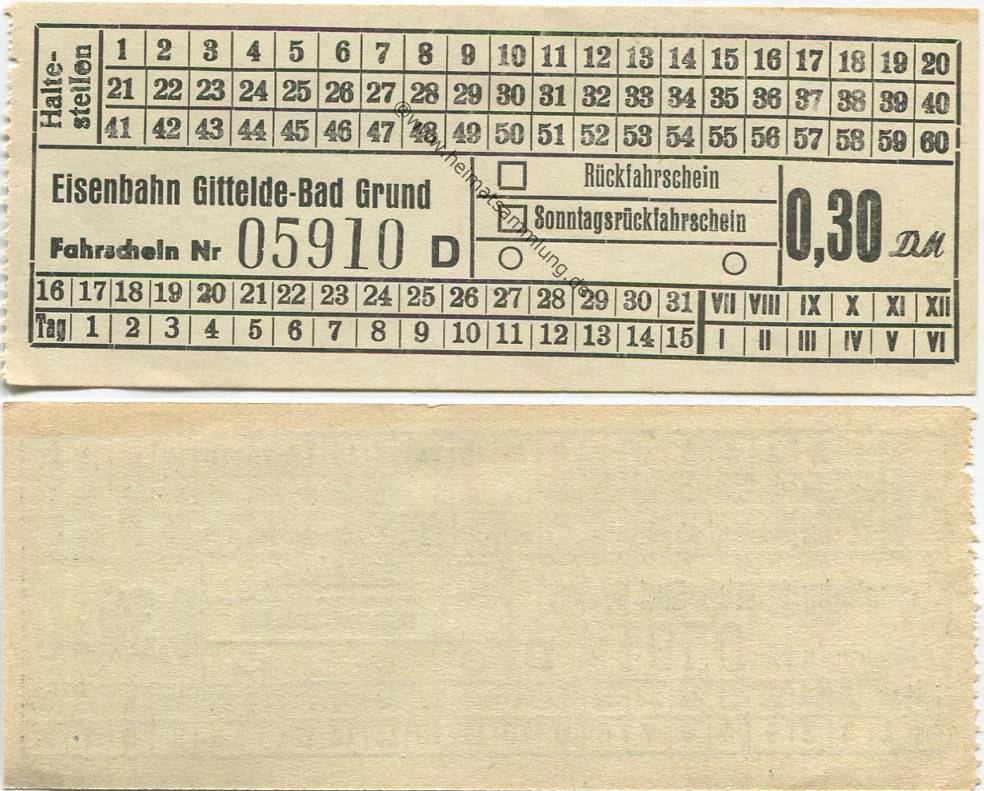 Halte-
stellen
1 2 3 4 5 6 7 8 9 10 11 12 13 14 15 16 17 18 19 20
21 22 23 24 25 26 27 28 29 30 31 32 33 34 35 36 37 38 39 40
41 42 43 44 45 46 47 48 49 50 51 52 53 54 55 56 57 58 59 60
Eisenbahn Gittelde-Bad Grund
Fahrschein Nr 05910 D
Rückfahrschein
Sonntagsrückfahrschein
0,30 DM
16 17 18 19 20 21 22 23 24 25 26 27 28 29 30 31 VII VIII IX X XI XII
Tag 1 2 3 4 5 6 7 8 9 10 11 12 13 14 15 I II III IV V VI
©www.heimatsammlung.de